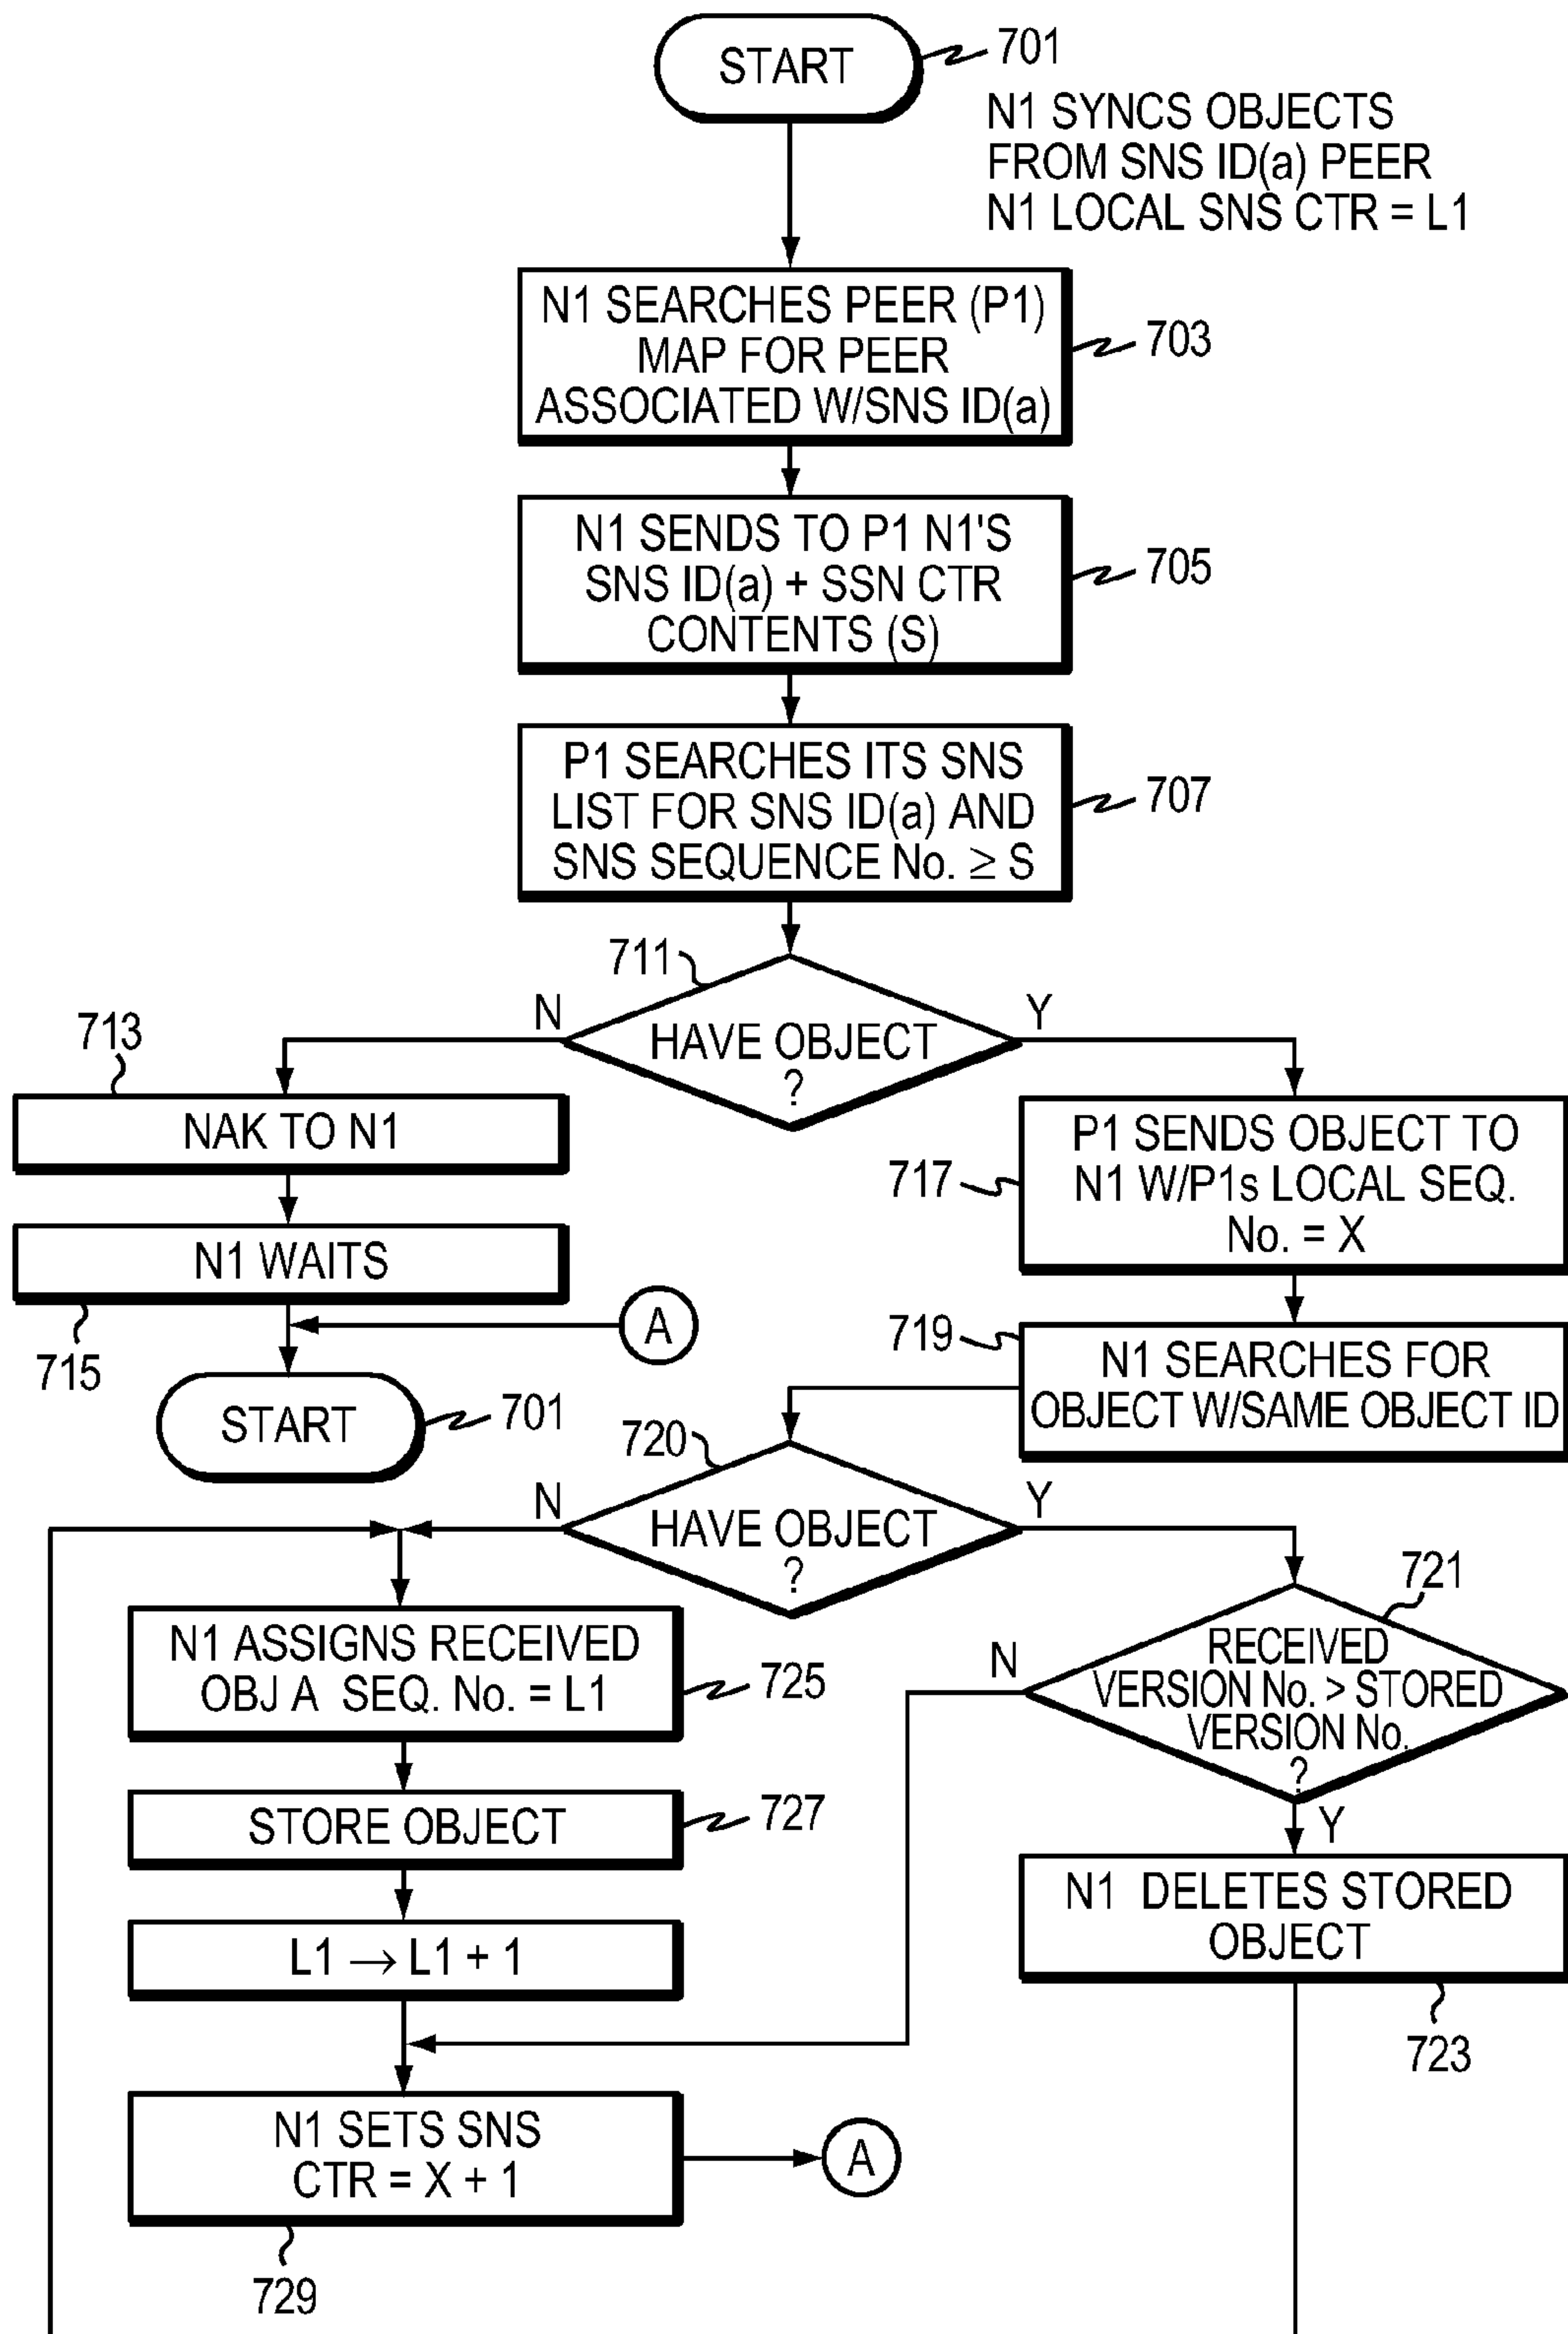 START
701
N1 SYNCS OBJECTS
FROM SNS ID(a) PEER
N1 LOCAL SNS CTR = L1
N1 SEARCHES PEER (P1)
MAP FOR PEER
ASSOCIATED W/SNS ID(a)
703
N1 SENDS TO P1 N1'S
SNS ID(a) + SSN CTR
CONTENTS (S)
705
P1 SEARCHES ITS SNS
LIST FOR SNS ID(a) AND
SNS SEQUENCE No. ≥ S
707
711
HAVE OBJECT
?
N
Y
713
NAK TO N1
N1 WAITS
715
A
START
701
P1 SENDS OBJECT TO
N1 W/P1s LOCAL SEQ.
No. = X
717
719
N1 SEARCHES FOR
OBJECT W/SAME OBJECT ID
720
HAVE OBJECT
?
N
Y
721
RECEIVED
VERSION No. > STORED
VERSION No.
?
N
Y
N1 ASSIGNS RECEIVED
OBJ A SEQ. No. = L1
725
STORE OBJECT
727
L1 → L1 + 1
N1 DELETES STORED
OBJECT
723
N1 SETS SNS
CTR = X + 1
A
729